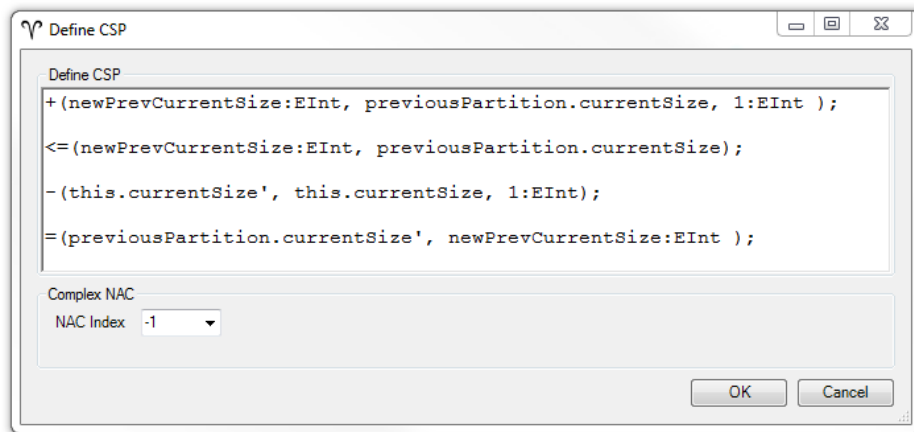 Define CSP
Define CSP
+(newPrevCurrentSize:EInt, previousPartition.currentSize, 1:EInt );
<=(newPrevCurrentSize:EInt, previousPartition.currentSize);
-(this.currentSize', this.currentSize, 1:EInt);
=(previousPartition.currentSize', newPrevCurrentSize:EInt );
Complex NAC
NAC Index -1
OK Cancel